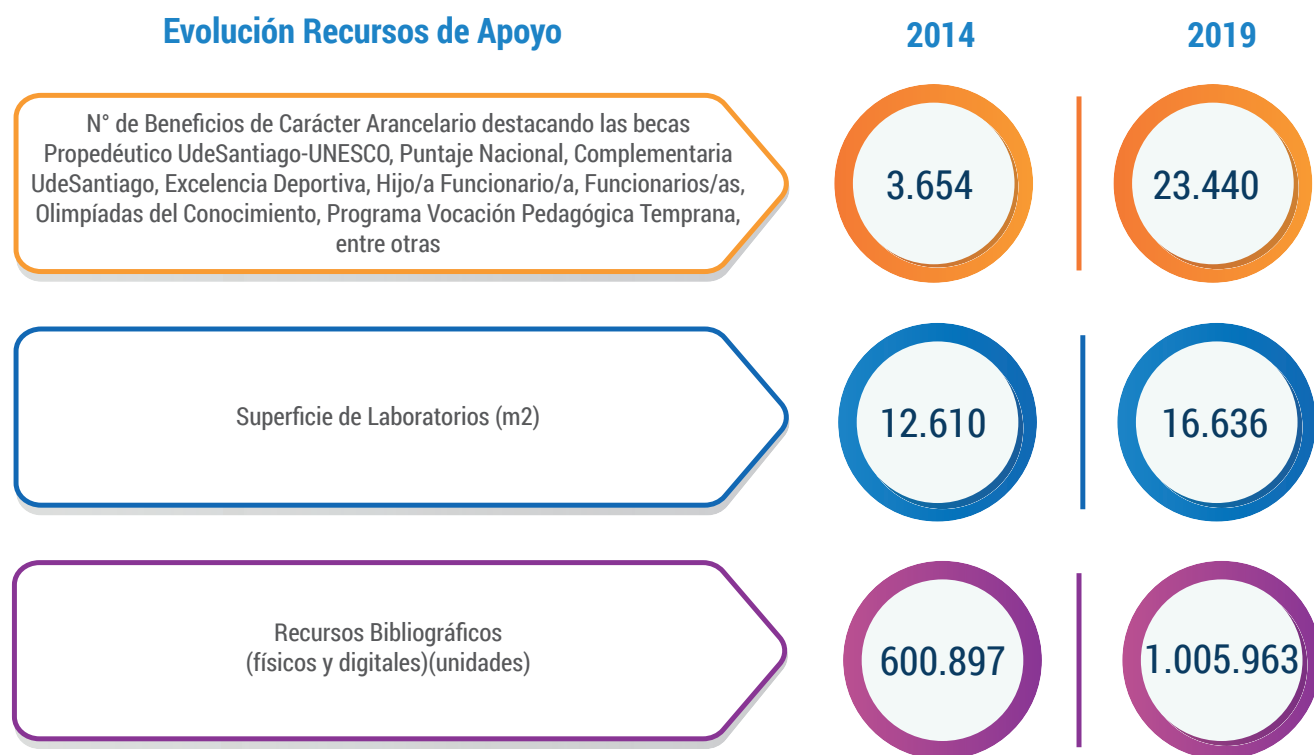 Evolución Recursos de Apoyo
2014
2019
N° de Beneficios de Carácter Arancelario destacando las becas
Propedéutico UdeSantiago-UNESCO, Puntaje Nacional, Complementaria
UdeSantiago, Excelencia Deportiva, Hijo/a Funcionario/a, Funcionarios/as,
Olimpíadas del Conocimiento, Programa Vocación Pedagógica Temprana,
entre otras
3.654
23.440
Superficie de Laboratorios (m2)
12.610
16.636
Recursos Bibliográficos
(físicos y digitales)(unidades)
600.897
1.005.963